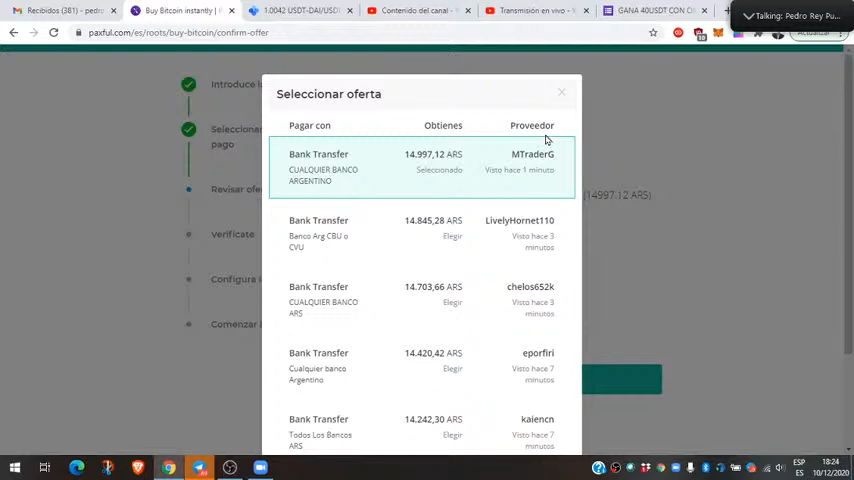 Recibidos (381) - pedro
Buy Bitcoin instantly |
1.0042 USDT-DAI/USD
Contenido del canal -
Transmisión en vivo -
GANA 40USDT CON
Talking: Pedro Rey Pu...
paxful.com/es/roots/buy-bitcoin/confirm-offer
10
Actualizar
Introduce l
Seleccionar
pago
Revisar ofe
Verifícate
Configura
Comenzar
(14997.12 ARS)
Seleccionar oferta
Pagar con Obtienes Proveedor
Bank Transfer 14.997,12 ARS MTraderG
CUALQUIER BANCO Seleccionado Visto hace 1 minuto
ARGENTINO
Bank Transfer 14.845,28 ARS LivelyHornet110
Banco Arg CBU o Elegir Visto hace 3
CVU minutos
Bank Transfer 14.703,66 ARS chelos652k
CUALQUIER BANCO Elegir Visto hace 3
ARS minutos
Bank Transfer 14.420,42 ARS eporfiri
Cualquier banco Elegir Visto hace 7
Argentino minutos
Bank Transfer 14.242,30 ARS kaiencn
Todos Los Bancos Elegir Visto hace 7
ARS minutos
ESP 18:24
ES 10/12/2020